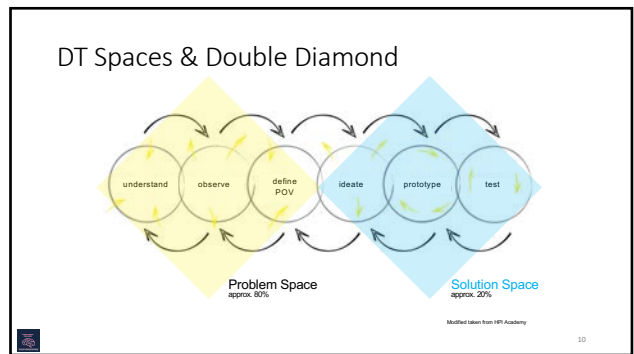 DT Spaces & Double Diamond
understand
observe
define
POV
ideate
prototype
test
Problem Space
approx. 80%
Solution Space
approx. 20%
Modified taken from HPI Academy
10